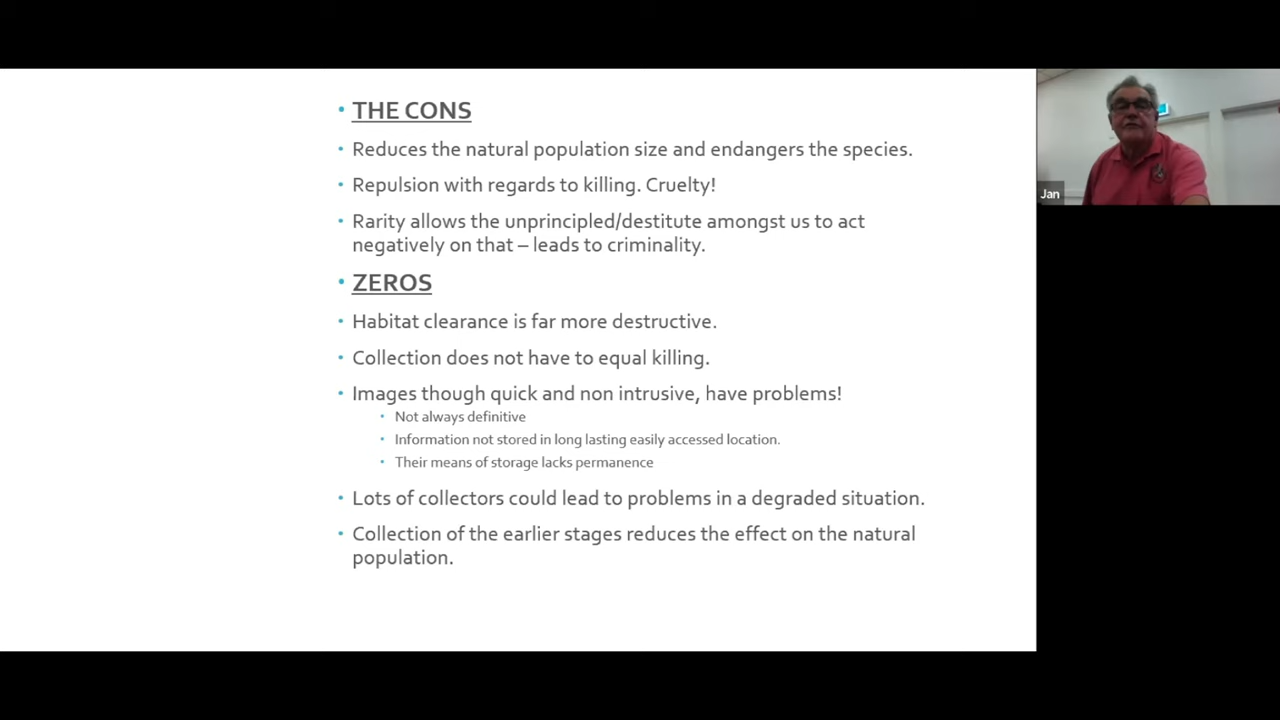 THE CONS
Reduces the natural population size and endangers the species.
Repulsion with regards to killing. Cruelty!
Rarity allows the unprincipled/destitute amongst us to act
negatively on that – leads to criminality.
ZEROS
Habitat clearance is far more destructive.
Collection does not have to equal killing.
Images though quick and non intrusive, have problems!
Not always definitive
Information not stored in long lasting easily accessed location.
Their means of storage lacks permanence
Lots of collectors could lead to problems in a degraded situation.
Collection of the earlier stages reduces the effect on the natural
population.
Jan